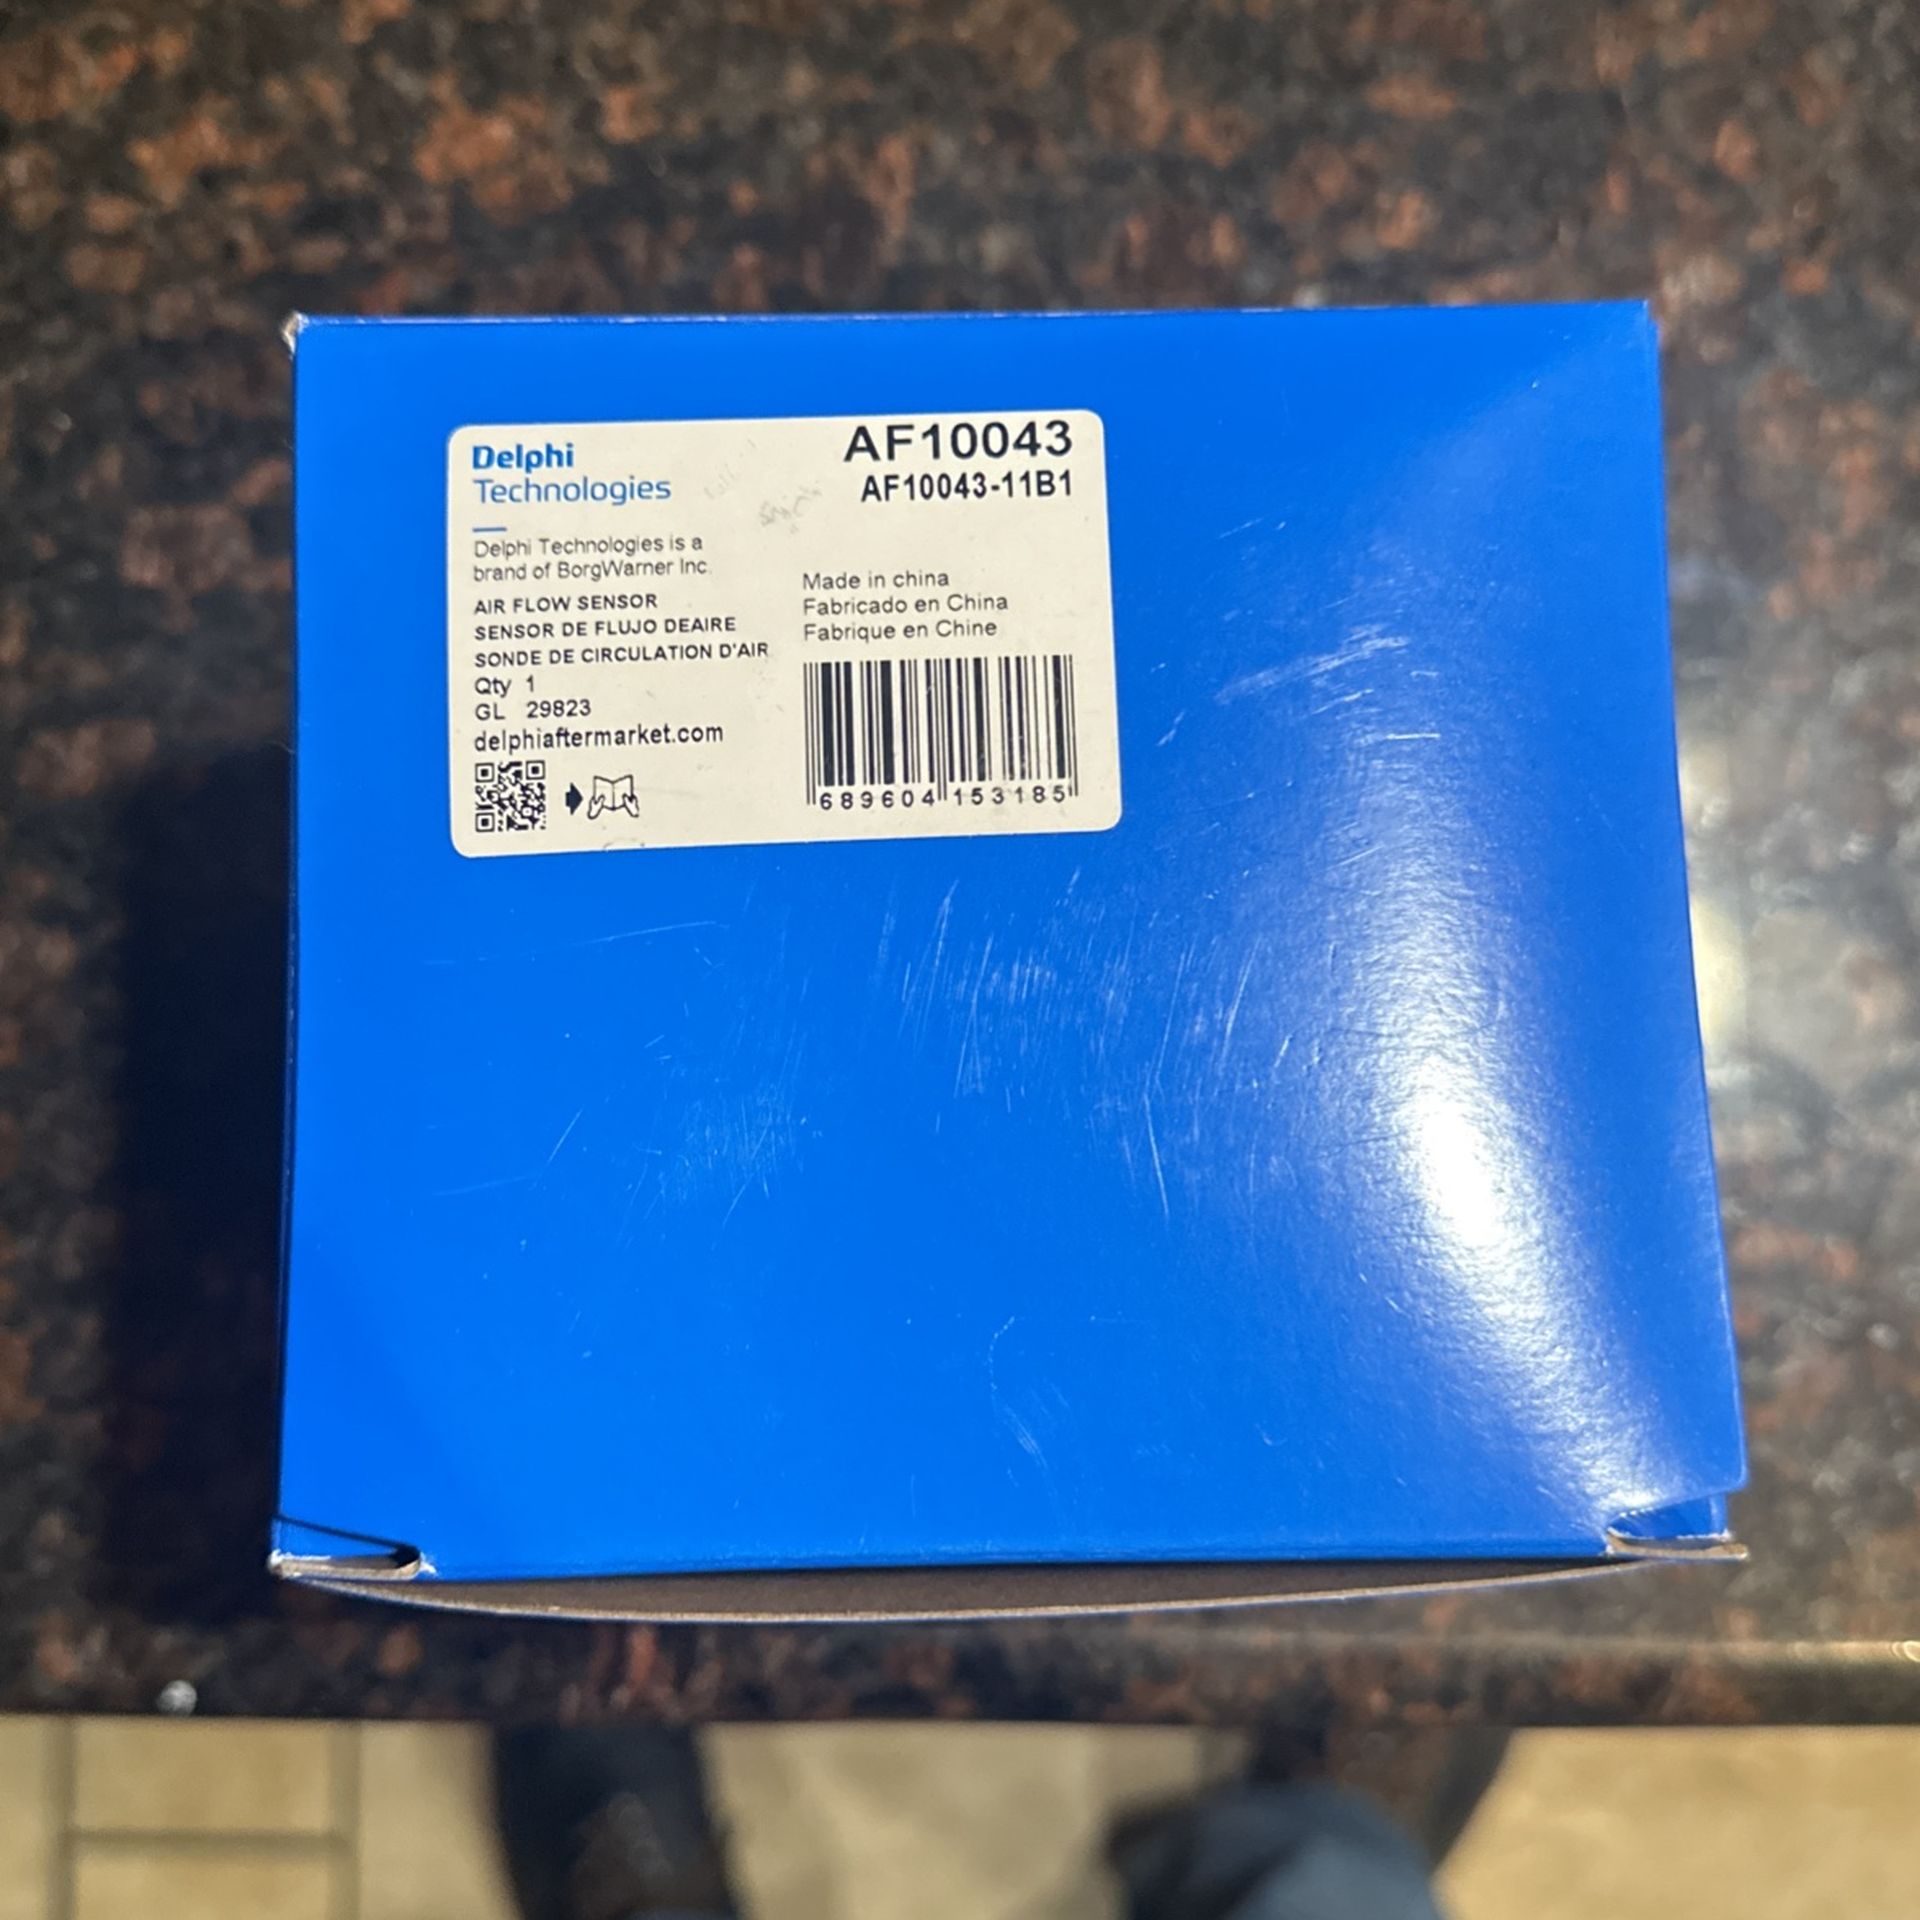 Delphi
Technologies
AF10043
AF10043-11B1
Delphi Technologies is a
brand of BorgWarner Inc.
AIR FLOW SENSOR
SENSOR DE FLUJO DEAIRE
SONDE DE CIRCULATION D'AIR
Qty 1
GL 29823
delphiaftermarket.com
Made in china
Fabricado en China
Fabrique en Chine
689604 153185